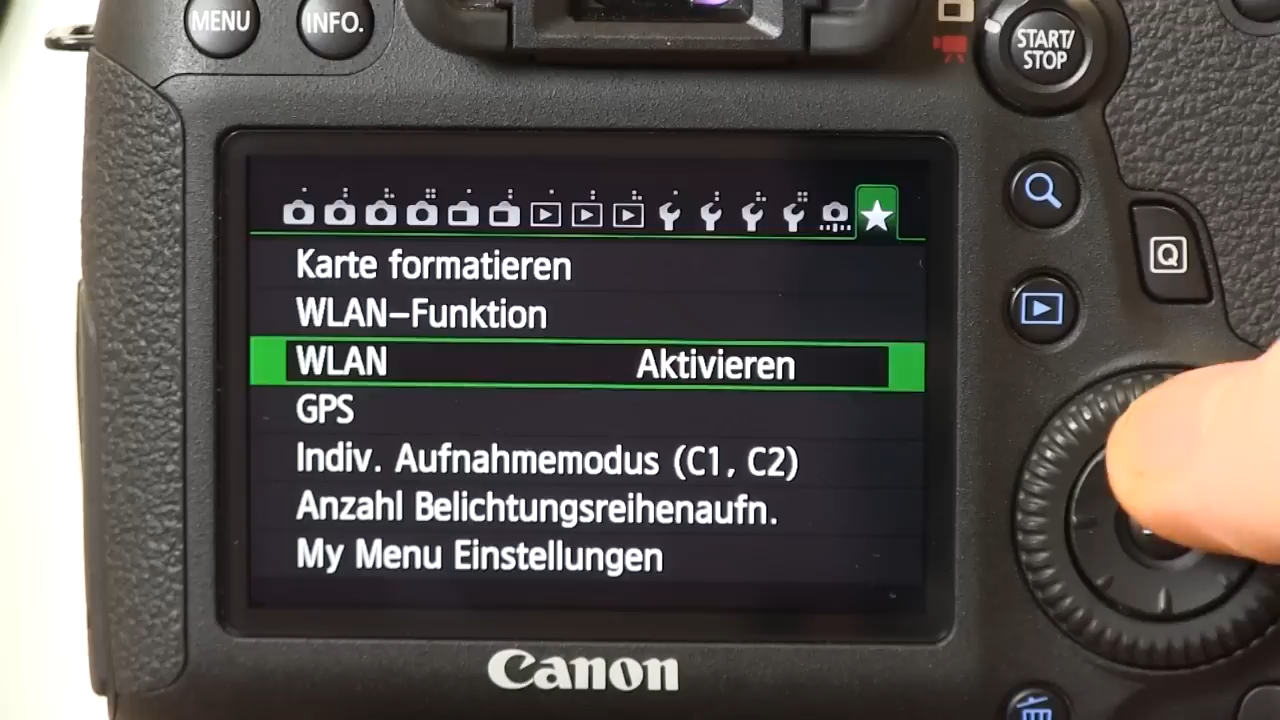 MENU
INFO.
START/
STOP
Karte formatieren
WLAN-Funktion
WLAN Aktivieren
GPS
Indiv. Aufnahmemodus (C1, C2)
Anzahl Belichtungsreihenaufn.
My Menu Einstellungen
Q
Canon